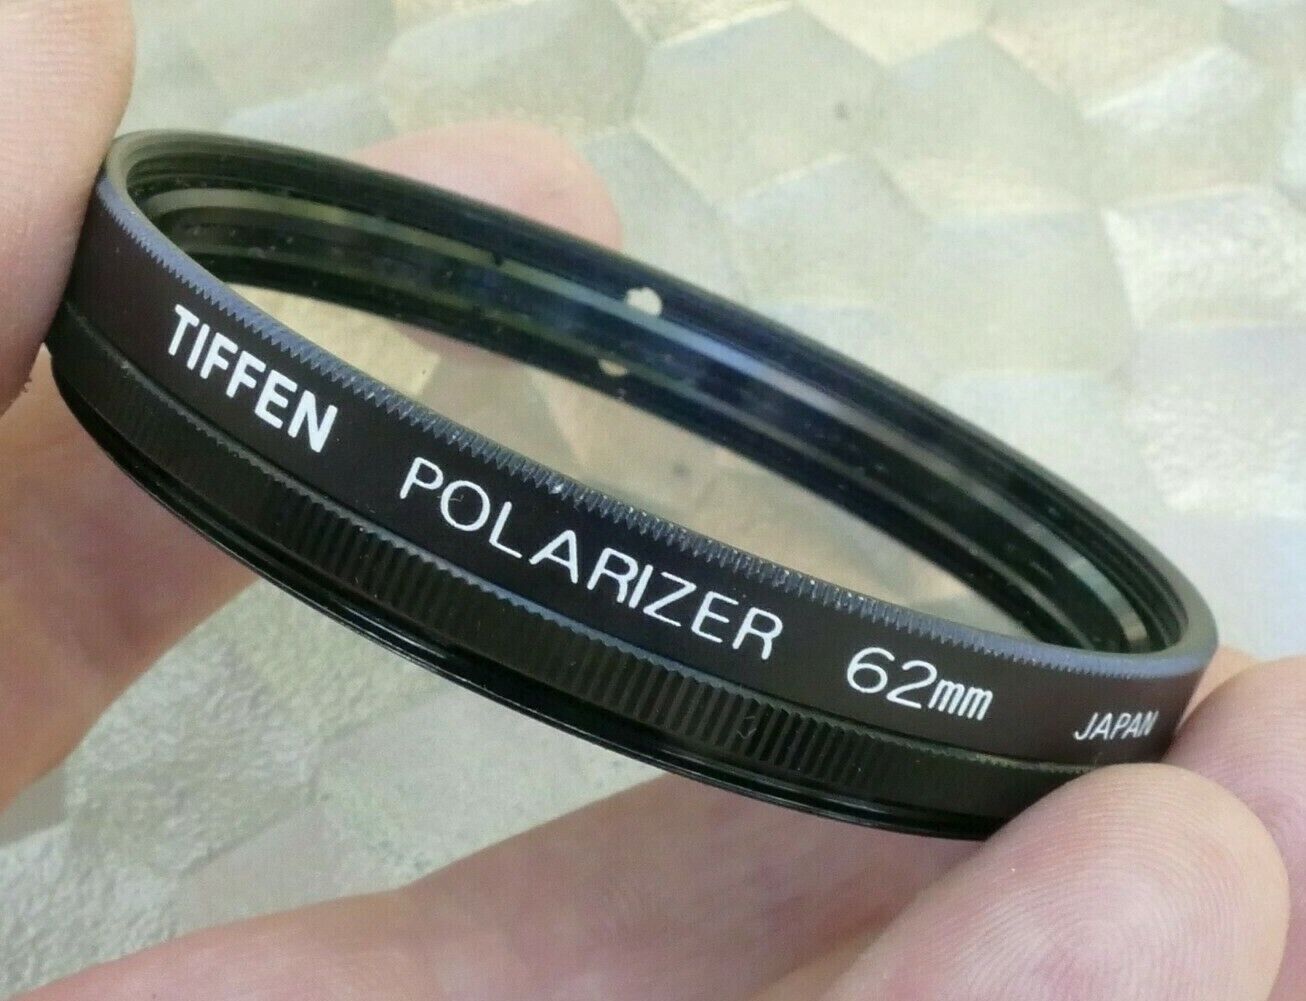 TIFFEN POLARIZER 62mm JAPAN